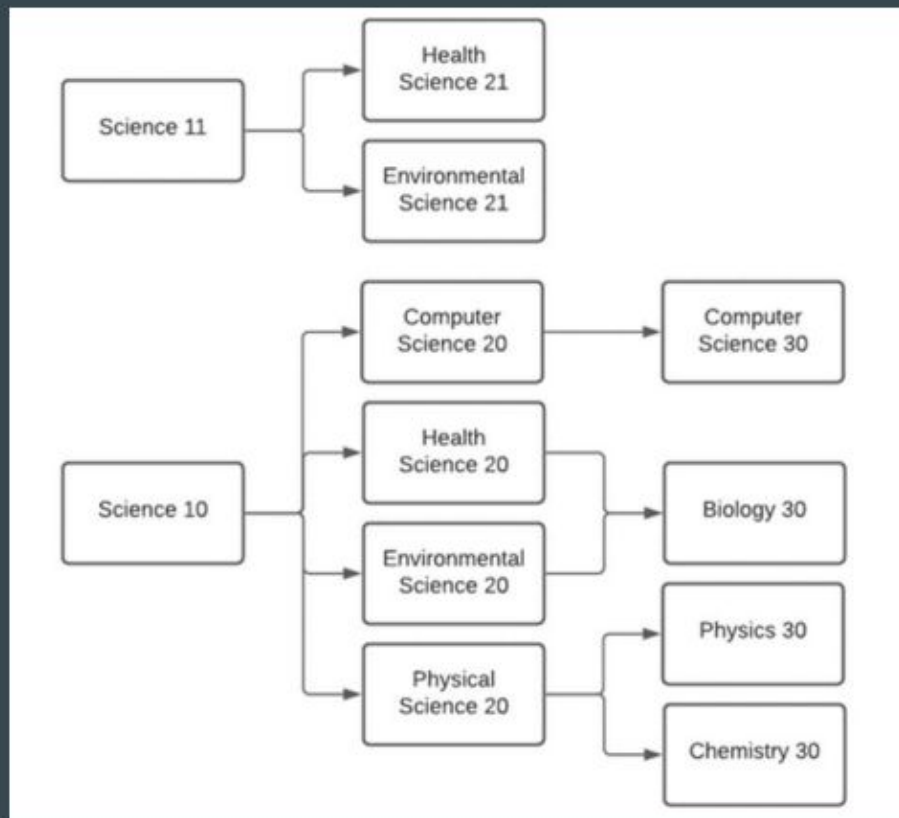 Health
Science 21
Science 11
Environmental
Science 21
Computer
Science 20
Computer
Science 30
Health
Science 20
Science 10
Biology 30
Environmental
Science 20
Physics 30
Physical
Science 20
Chemistry 30